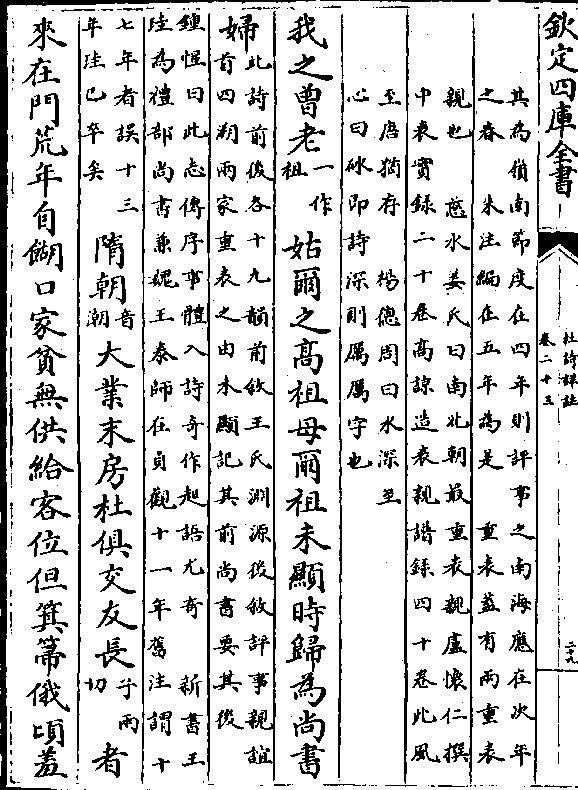 欽定四庫全書
杜詩詳註
卷二十三
二十九
其為嶺南節度在四年則評事之南海應在次年
之春 朱注編在五年為是 重表蓋有兩重表
親也 慈水姜氏曰南北朝最重表親盧懷仁撰
中表實録二十卷高諒造表親譜録四十卷此風
至唐猶存 楊德周曰水深至
心曰砅即詩深則厲厲字也
我之曾老一作祖姑爾之高祖母爾祖未顯時歸為尚書
婦
此詩前後各十九韻前敘王氏淵源後敘評事親誼
首四朔兩家重表之由本顯記其前尚書要其後
鍾惺曰此志傳序事體入詩奇作起語尤奇 新書王
珪為禮部尚書兼魏王泰師在貞觀十一年舊注謂十
七年者誤十三
年珪已卒矣
隋朝音潮大業末房杜俱交友長子兩切者
來在門荒年自餬口家貧無供給客位但箕箒俄頃羞